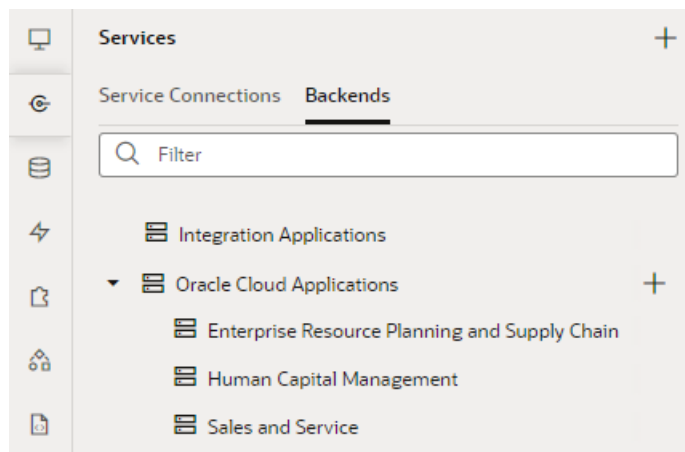 Services
Service Connections Backends
Filter
Integration Applications
Oracle Cloud Applications
Enterprise Resource Planning and Supply Chain
Human Capital Management
Sales and Service